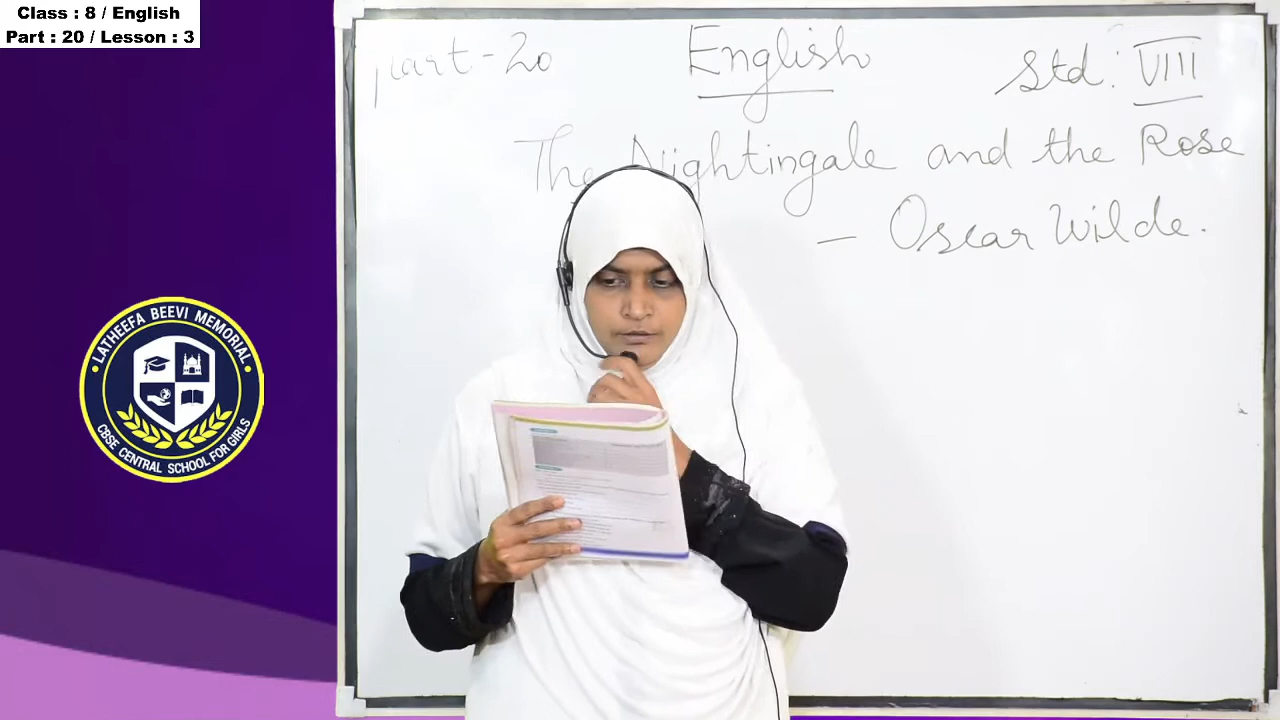 Class : 8 / English
Part : 20 / Lesson : 3
part-20
English
Std: VIII
The Nightingale and the Rose
- Oscar Wilde.
LATHEEFA BEEVI MEMORIAL
CBSE CENTRAL SCHOOL FOR GIRLS